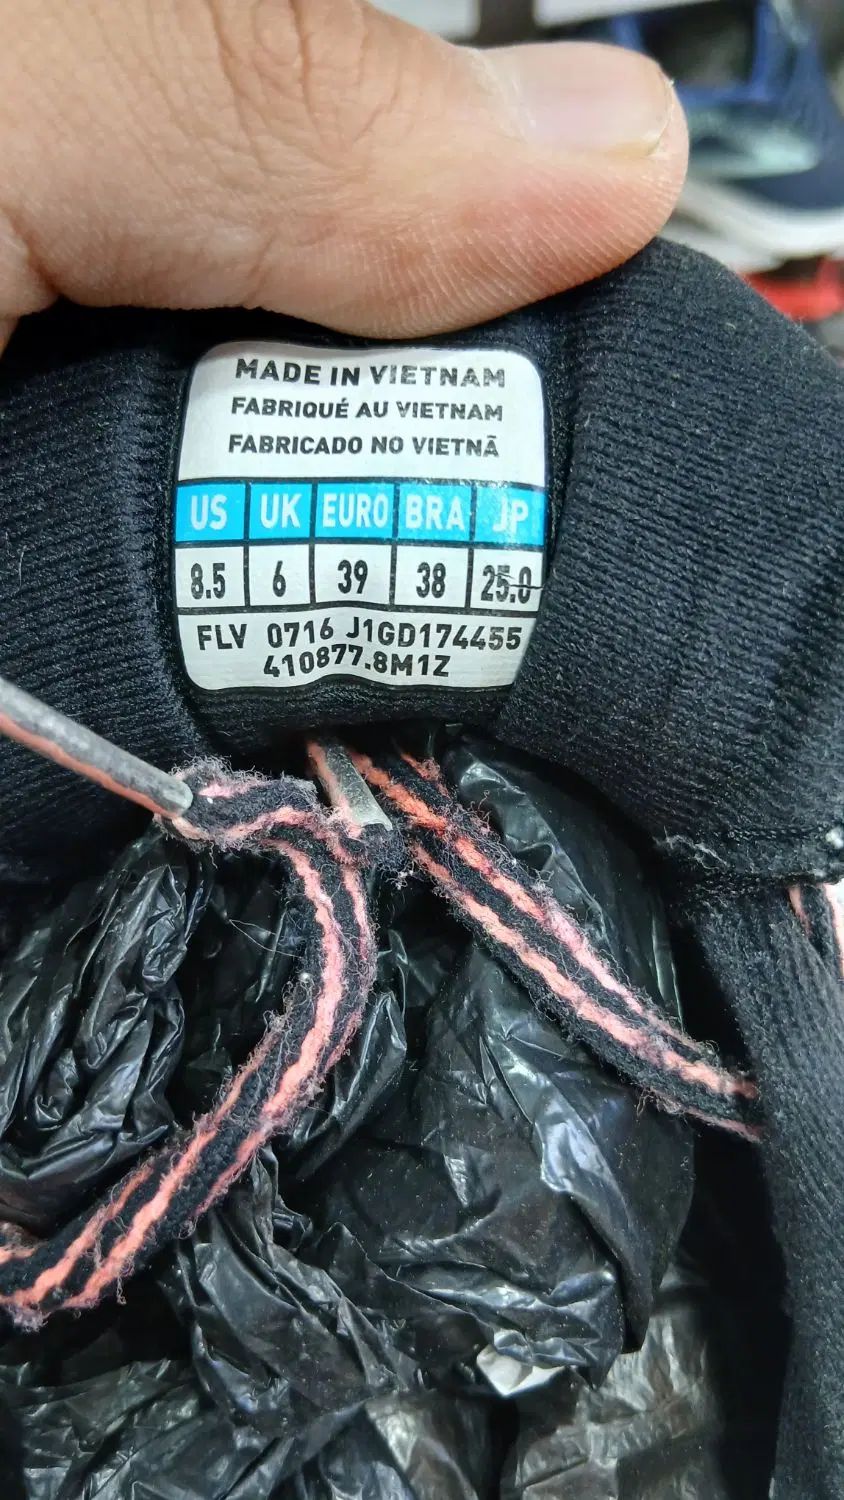 MADE IN VIETNAM
FABRIQUÉ AU VIETNAM
FABRICADO NO VIETNÃ
US UK EURO BRA JP
8.5 6 39 38 25.0
FLV 0716 J1GD174455
410877.8M1Z